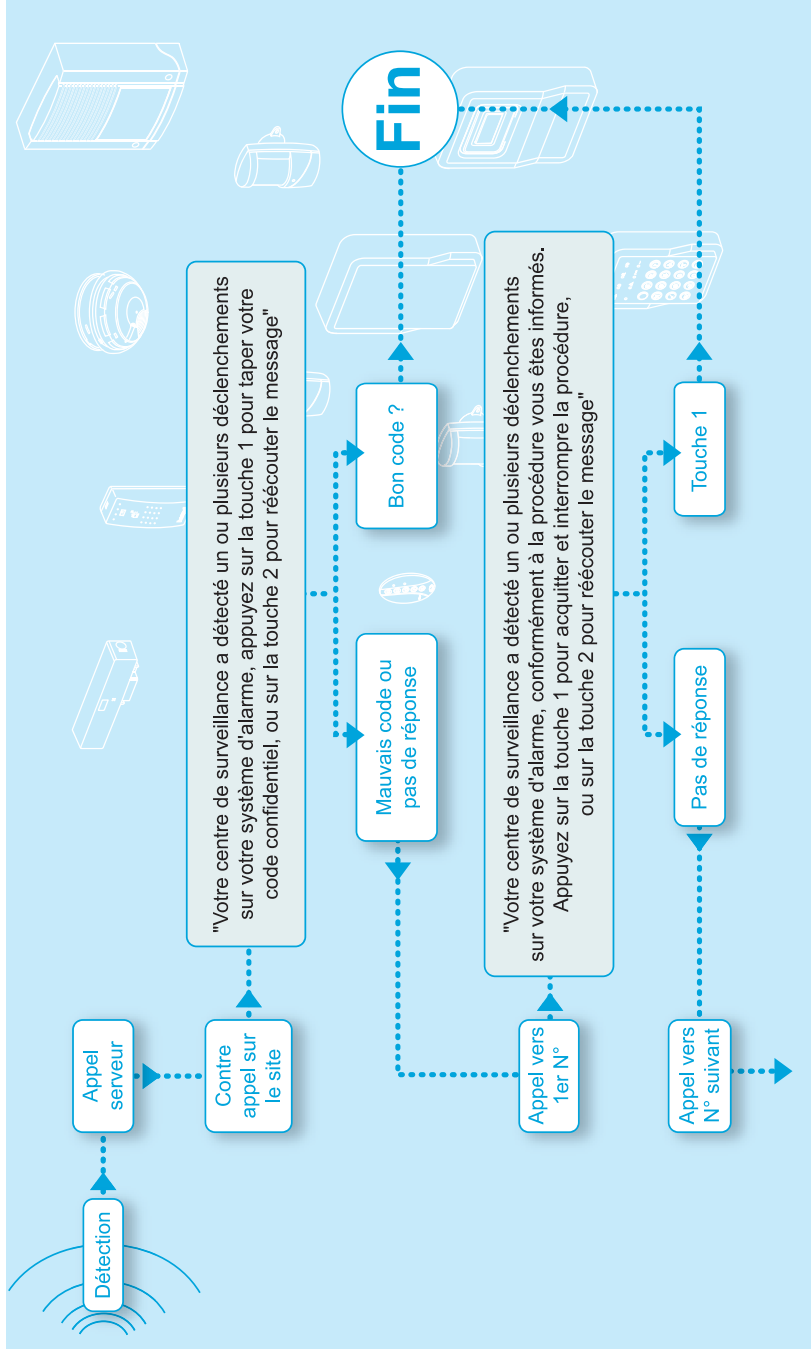 Détection
Appel
serveur
Contre
appel sur
le site
"Votre centre de surveillance a détecté un ou plusieurs déclenchements
sur votre système d'alarme, appuyez sur la touche 1 pour taper votre
code confidentiel, ou sur la touche 2 pour réécouter le message"
Mauvais code ou
pas de réponse
Bon code ?
Fin
Appel vers
1er N°
"Votre centre de surveillance a détecté un ou plusieurs déclenchements
sur votre système d'alarme, conformément à la procédure vous êtes informés.
Appuyez sur la touche 1 pour acquitter et interrompre la procédure,
ou sur la touche 2 pour réécouter le message"
Pas de réponse
Touche 1
Appel vers
N° suivant